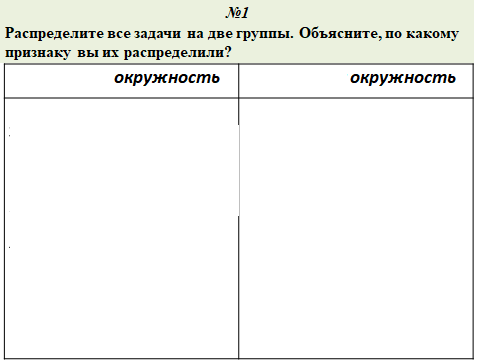 №1
Распределите все задачи на две группы. Объясните, по какому
признаку вы их распределили?
окружность окружность